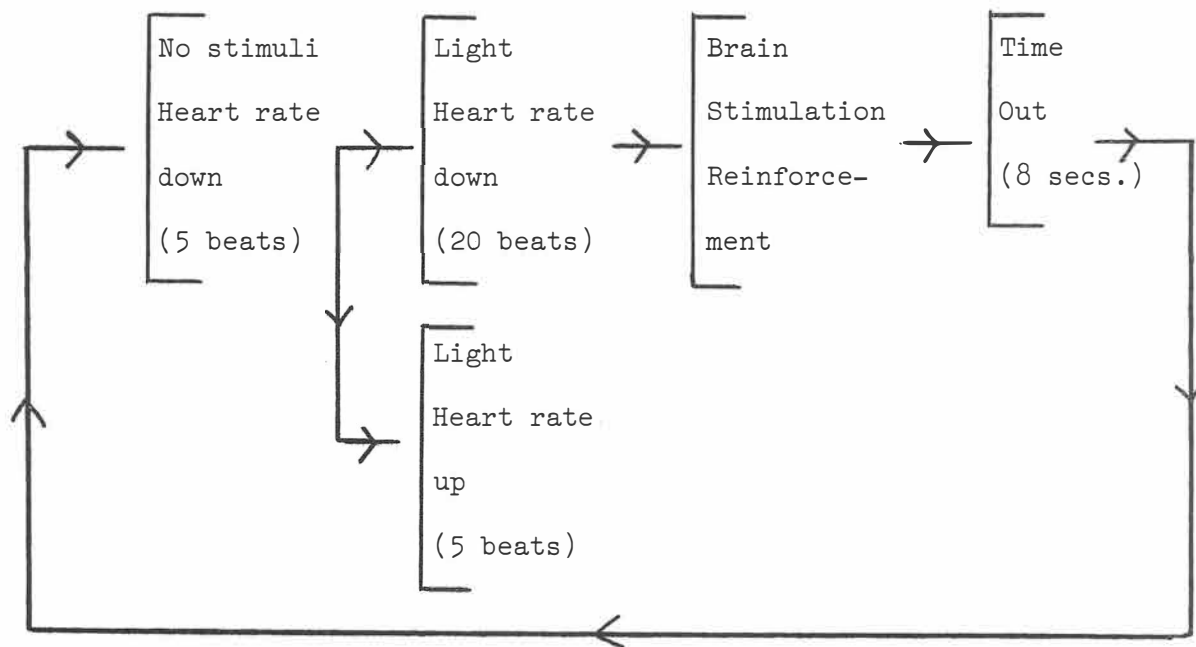 No stimuli
Heart rate
down
(5 beats)
Light
Heart rate
down
(20 beats)
Brain
Stimulation
Reinforce-
ment
Time
Out
(8 secs.)
Light
Heart rate
up
(5 beats)